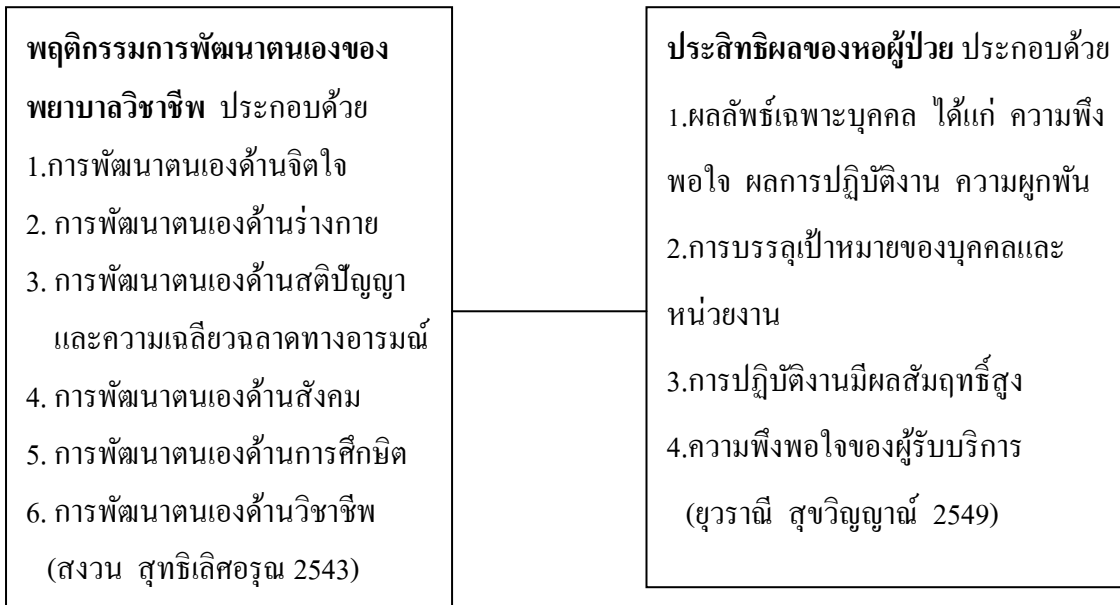 พฤติกรรมการพัฒนาตนเองของ
พยาบาลวิชาชีพ ประกอบด้วย
1.การพัฒนาตนเองด้านจิตใจ
2. การพัฒนาตนเองด้านร่างกาย
3. การพัฒนาตนเองด้านสติปัญญา
และความเฉลียวฉลาดทางอารมณ์
4. การพัฒนาตนเองด้านสังคม
5. การพัฒนาตนเองด้านการศึกษิต
6. การพัฒนาตนเองด้านวิชาชีพ
(สงวน สุทธิเลิศอรุณ 2543)
ประสิทธิผลของหอผู้ป่วย ประกอบด้วย
1.ผลลัพธ์เฉพาะบุคคล ได้แก่ ความพึง
พอใจ ผลการปฏิบัติงาน ความผูกพัน
2.การบรรลุเป้าหมายของบุคคลและ
หน่วยงาน
3.การปฏิบัติงานมีผลสัมฤทธิ์สูง
4.ความพึงพอใจของผู้รับบริการ
(ยุวราณี สุขวิญญาณ์ 2549)